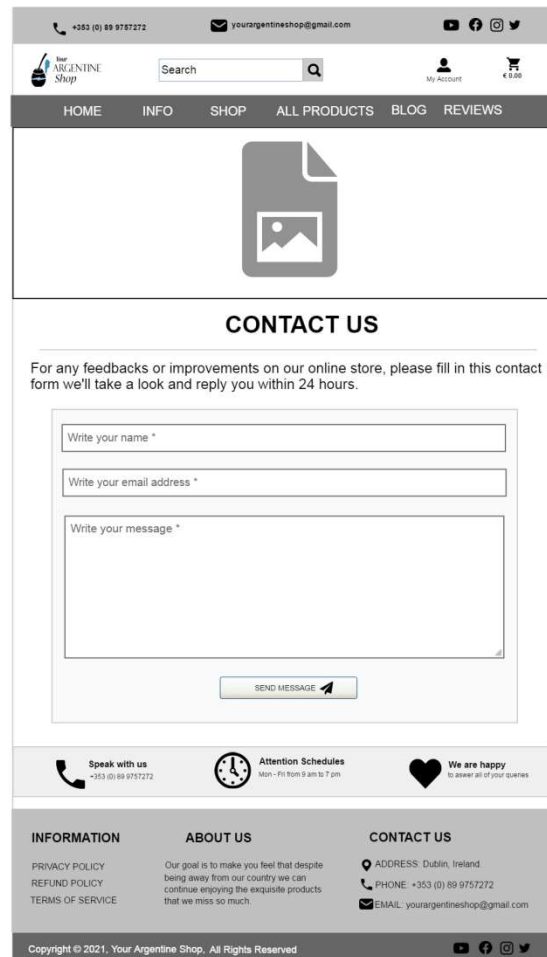 +353 (0) 89 9757272
yourargentineshop@gmail.com
Your
ARGENTINE
Shop
Search
My Account
€ 0.00
HOME INFO SHOP ALL PRODUCTS BLOG REVIEWS
CONTACT US
For any feedbacks or improvements on our online store, please fill in this contact
form we'll take a look and reply you within 24 hours.
Write your name *
Write your email address *
Write your message *
SEND MESSAGE
Speak with us
+353 (0) 89 9757272
Attention Schedules
Mon - Fri from 9 am to 7 pm
We are happy
to aswer all of your queries
INFORMATION
PRIVACY POLICY
REFUND POLICY
TERMS OF SERVICE
ABOUT US
Our goal is to make you feel that despite
being away from our country we can
continue enjoying the exquisite products
that we miss so much.
CONTACT US
ADDRESS: Dublin, Ireland.
PHONE: +353 (0) 89 9757272
EMAIL: yourargentineshop@gmail.com
Copyright © 2021, Your Argentine Shop, All Rights Reserved